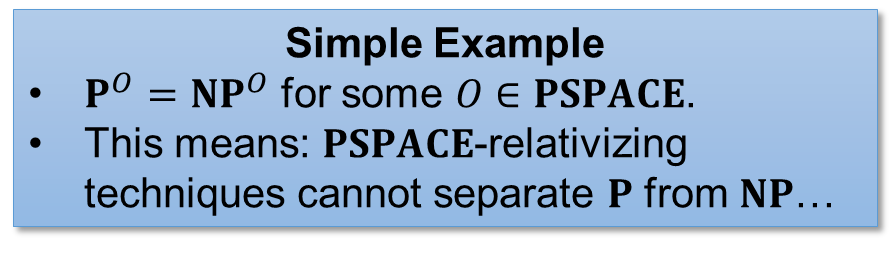 Simple Example
• 𝐏^𝑂 = 𝐍𝐏^𝑂 for some 𝑂 ∈ 𝐏𝐒𝐏𝐀𝐂𝐄.
• This means: 𝐏𝐒𝐏𝐀𝐂𝐄-relativizing
techniques cannot separate 𝐏 from 𝐍𝐏…